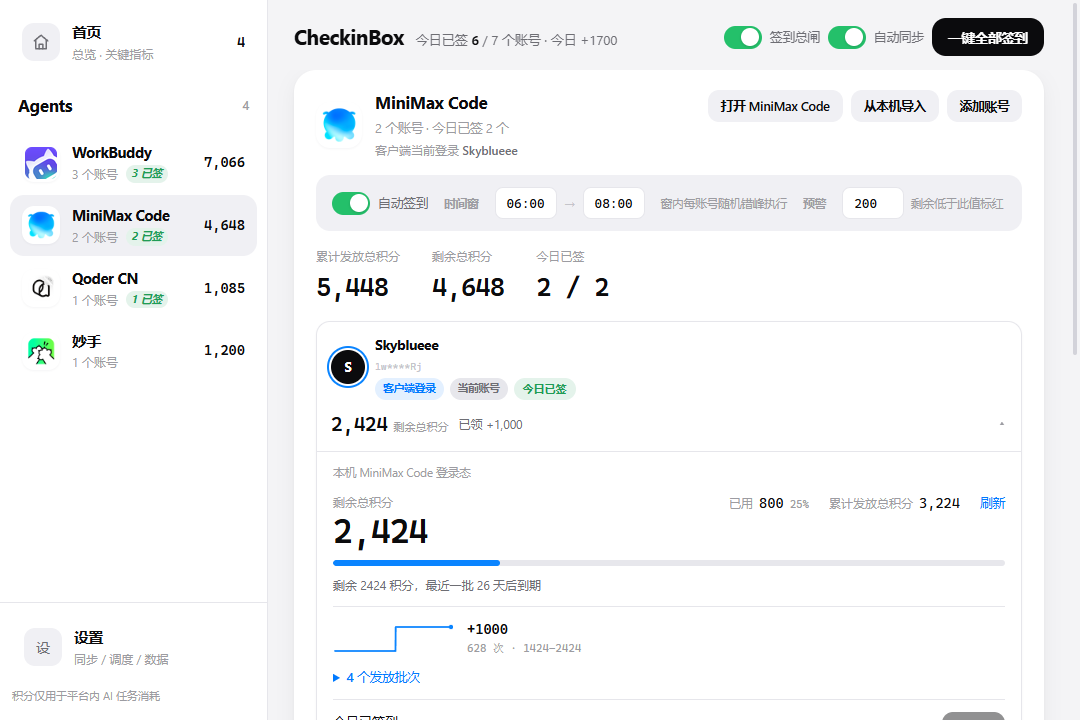 首页
总览 · 关键指标
4
Agents
4
WorkBuddy
3 个账号 3 已签
7,066
MiniMax Code
2 个账号 2 已签
4,648
Qoder CN
1 个账号 1 已签
1,085
妙手
1 个账号
1,200
设
设置
同步 / 调度 / 数据
积分仅用于平台内 AI 任务消耗
CheckinBox 今日已签 6 / 7 个账号 · 今日 +1700
签到总闸 自动同步 一键全部签到
MiniMax Code
2 个账号 · 今日已签 2 个
客户端当前登录 Skyblueee
打开 MiniMax Code 从本机导入 添加账号
自动签到 时间窗 06:00 → 08:00 窗内每账号随机错峰执行 预警 200 剩余低于此值标红
累计发放总积分 剩余总积分 今日已签
5,448 4,648 2 / 2
S
Skyblueee
1w****Rj
客户端登录 当前账号 今日已签
2,424 剩余总积分 已领 +1,000
本机 MiniMax Code 登录态
剩余总积分
2,424
已用 800 25% 累计发放总积分 3,224 刷新
剩余 2424 积分，最近一批 26 天后到期
+1000
628 次 · 1424–2424
4 个发放批次
今日已签到